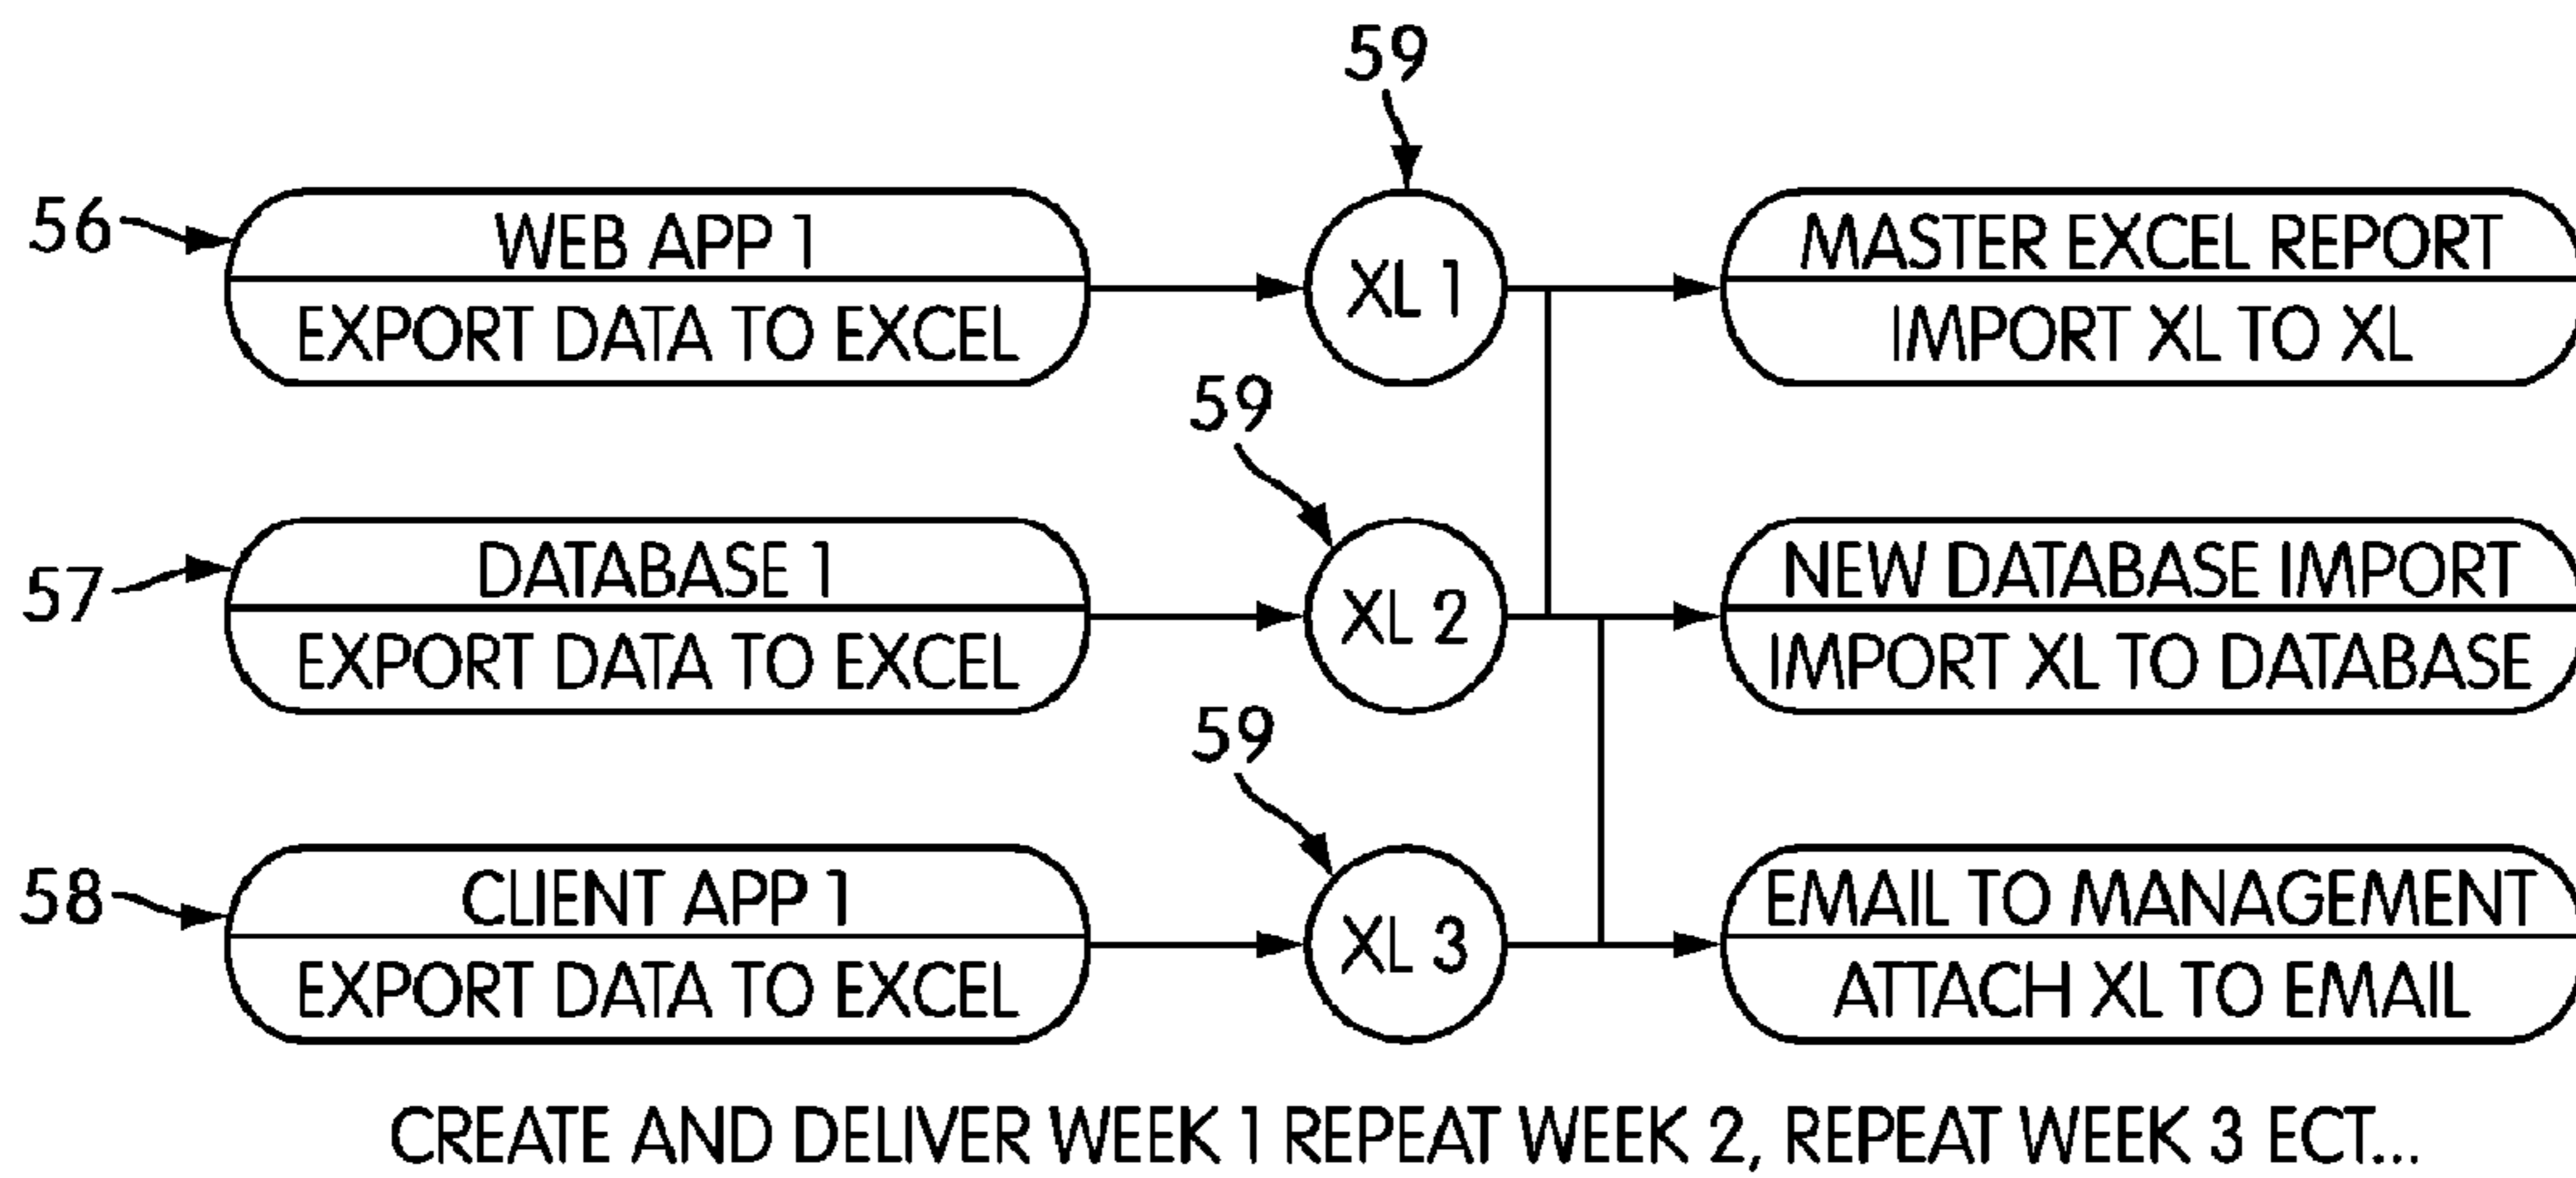 59
56
WEB APP 1
EXPORT DATA TO EXCEL
XL 1
MASTER EXCEL REPORT
IMPORT XL TO XL
59
57
DATABASE 1
EXPORT DATA TO EXCEL
XL 2
NEW DATABASE IMPORT
IMPORT XL TO DATABASE
59
58
CLIENT APP 1
EXPORT DATA TO EXCEL
XL 3
EMAIL TO MANAGEMENT
ATTACH XL TO EMAIL
CREATE AND DELIVER WEEK 1 REPEAT WEEK 2, REPEAT WEEK 3 ECT...